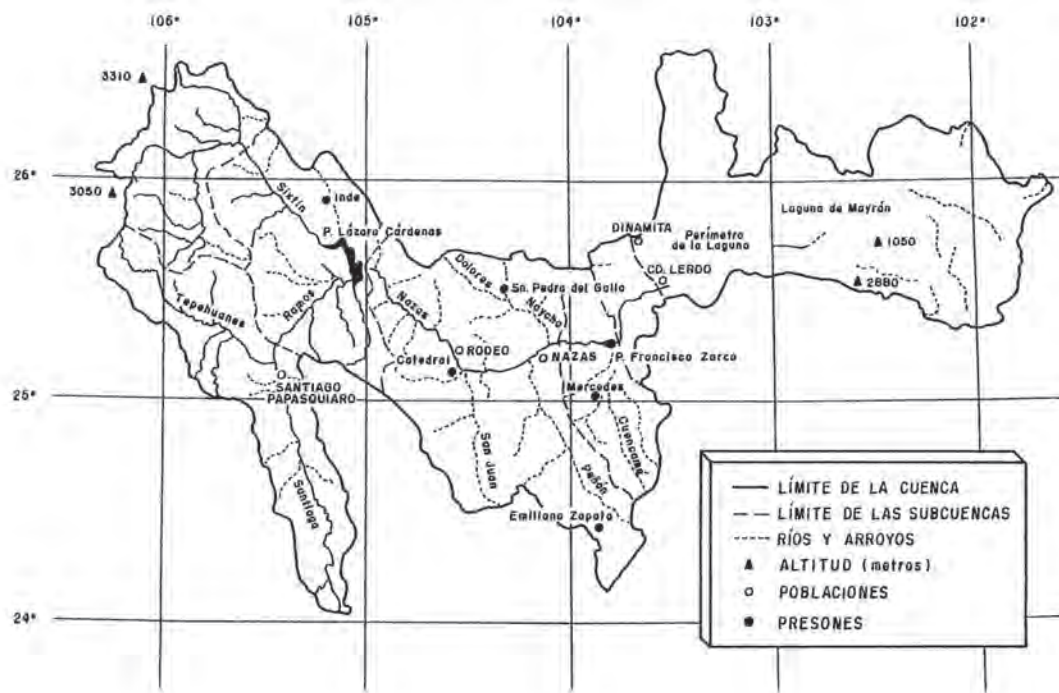 106° 105° 104° 103° 102°
3310
26°
3050
Sixtín
Inde
P. Lázaro Cárdenas
DINAMITA
Perímetro
de la Laguna
Laguna de Mayrán
1050
CD. LERDO
2880
Dolores
Sn. Pedro del Gallo
Naycha
Nazas
Ramos
Tepehuanes
RODEO
Catedral
NAZAS
P. Francisco Zarco
SANTIAGO
PAPASQUIARO
25°
Mercedes
Cuencamé
San Juan
Peñón
Santiago
Emiliano Zapata
24°
LÍMITE DE LA CUENCA
LÍMITE DE LAS SUBCUENCAS
RÍOS Y ARROYOS
ALTITUD (metros)
POBLACIONES
PRESONES